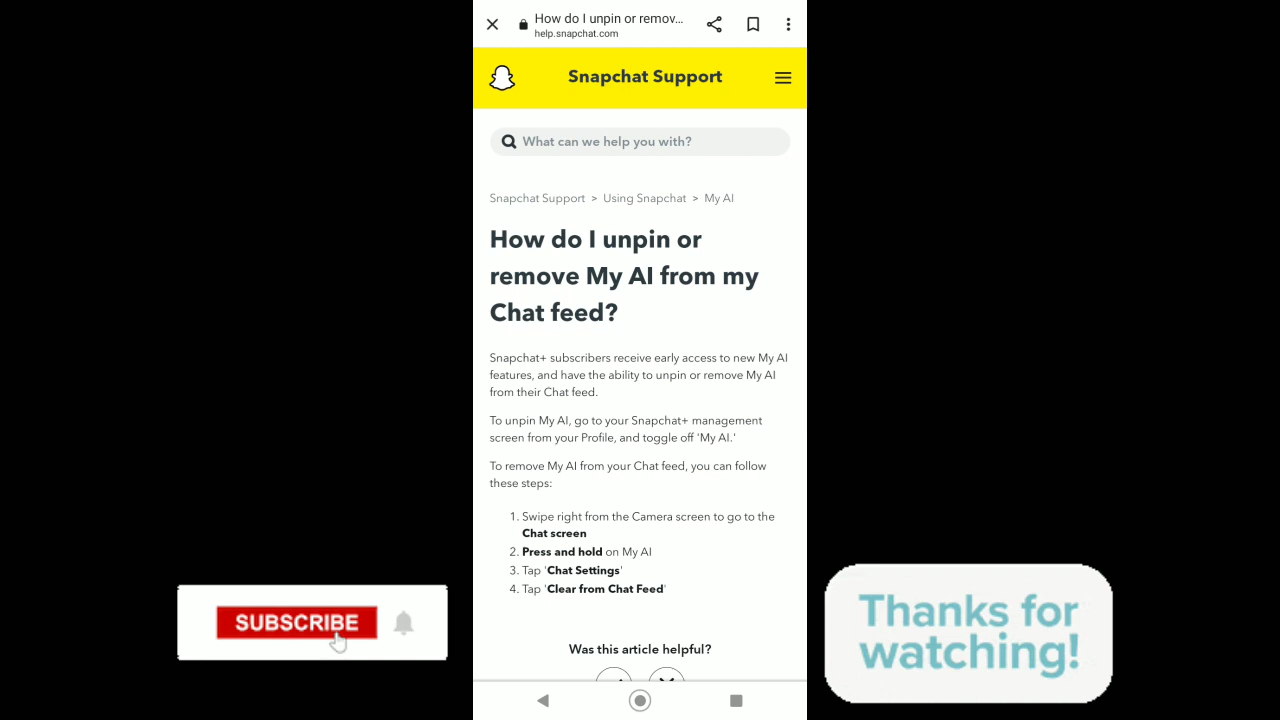 How do I unpin or remov...
help.snapchat.com
Snapchat Support
What can we help you with?
Snapchat Support > Using Snapchat > My AI
How do I unpin or
remove My AI from my
Chat feed?
Snapchat+ subscribers receive early access to new My AI
features, and have the ability to unpin or remove My AI
from their Chat feed.
To unpin My AI, go to your Snapchat+ management
screen from your Profile, and toggle off 'My AI.'
To remove My AI from your Chat feed, you can follow
these steps:
1. Swipe right from the Camera screen to go to the
Chat screen
2. Press and hold on My AI
3. Tap 'Chat Settings'
4. Tap 'Clear from Chat Feed'
Was this article helpful?
SUBSCRIBE
Thanks for
watching!